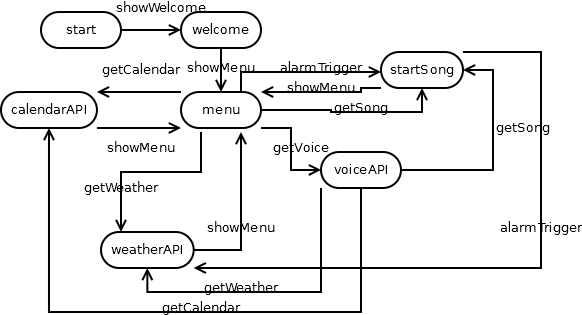 showWelcome
start
welcome
getCalendar
showMenu
alarmTrigger
startSong
showMenu
calendarAPI
menu
getSong
getSong
showMenu
getVoice
voiceAPI
getWeather
showMenu
alarmTrigger
weatherAPI
getWeather
getCalendar